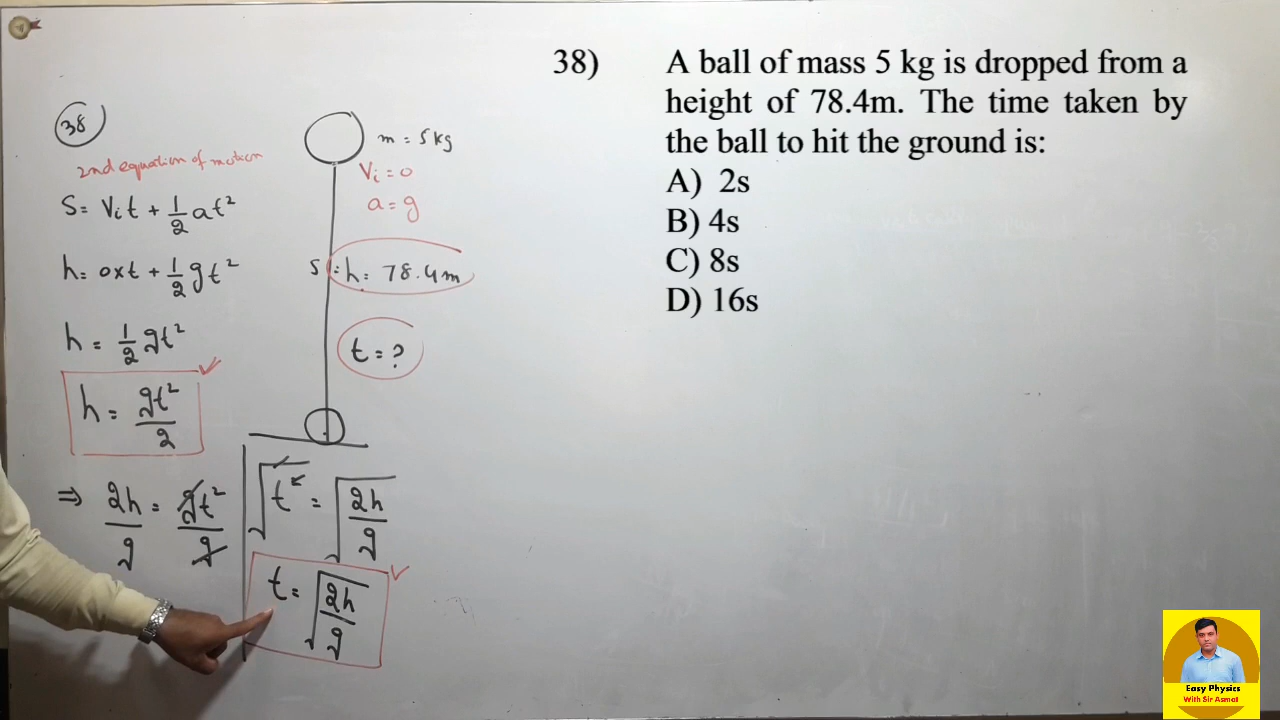 38) A ball of mass 5 kg is dropped from a
height of 78.4m. The time taken by
the ball to hit the ground is:
A) 2s
B) 4s
C) 8s
D) 16s
38
2nd equation of motion
S = Vit + 1/2 at²
h = 0xt + 1/2 gt²
h = 1/2 gt²
h = gt²/2
⇒ 2h/g = gt²/g
m = 5kg
Vi = 0
a = g
S = h = 78.4m
t = ?
√t² = √2h/g
t = √2h/g
Easy Physics
With Sir Asmat